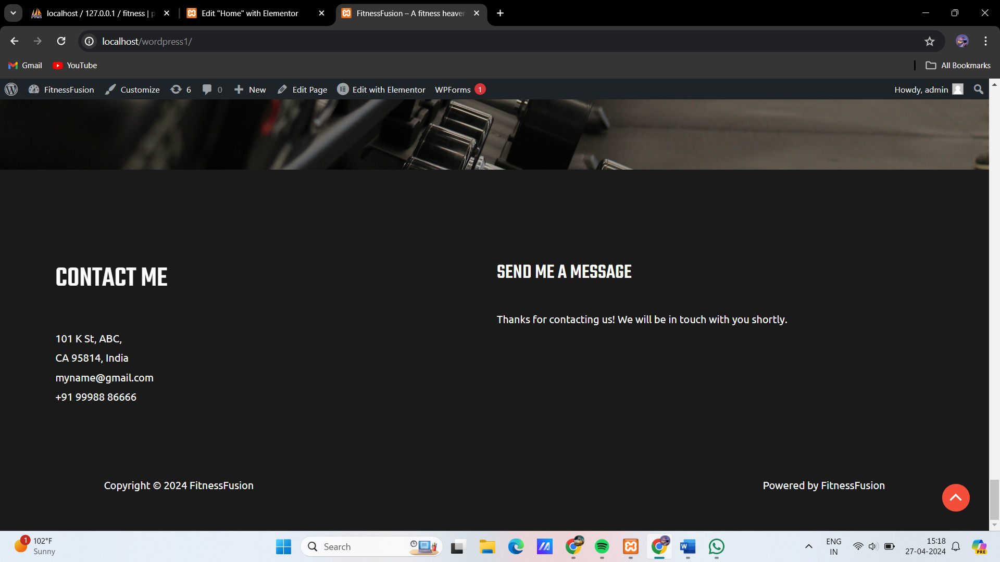 localhost / 127.0.0.1 / fitness |
Edit "Home" with Elementor
FitnessFusion – A fitness heaven
localhost/wordpress1/
Gmail
YouTube
All Bookmarks
FitnessFusion
Customize
6
0
New
Edit Page
Edit with Elementor
WPForms 1
Howdy, admin
CONTACT ME
101 K St, ABC,
CA 95814, India
myname@gmail.com
+91 99988 86666
SEND ME A MESSAGE
Thanks for contacting us! We will be in touch with you shortly.
Copyright © 2024 FitnessFusion
Powered by FitnessFusion
1
102°F
Sunny
Search
ENG
IN
15:18
27-04-2024
PRE